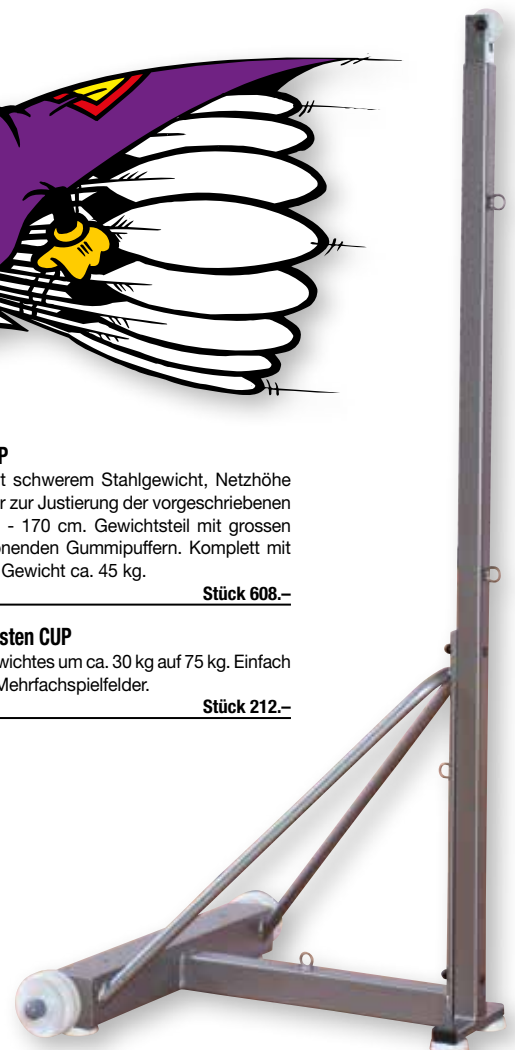 P
t schwerem Stahlgewicht, Netzhöhe
r zur Justierung der vorgeschriebenen
- 170 cm. Gewichtsteil mit grossen
onenden Gummipuffern. Komplett mit
Gewicht ca. 45 kg.
Stück 608.–
sten CUP
wichtes um ca. 30 kg auf 75 kg. Einfach
Mehrfachspielfelder.
Stück 212.–